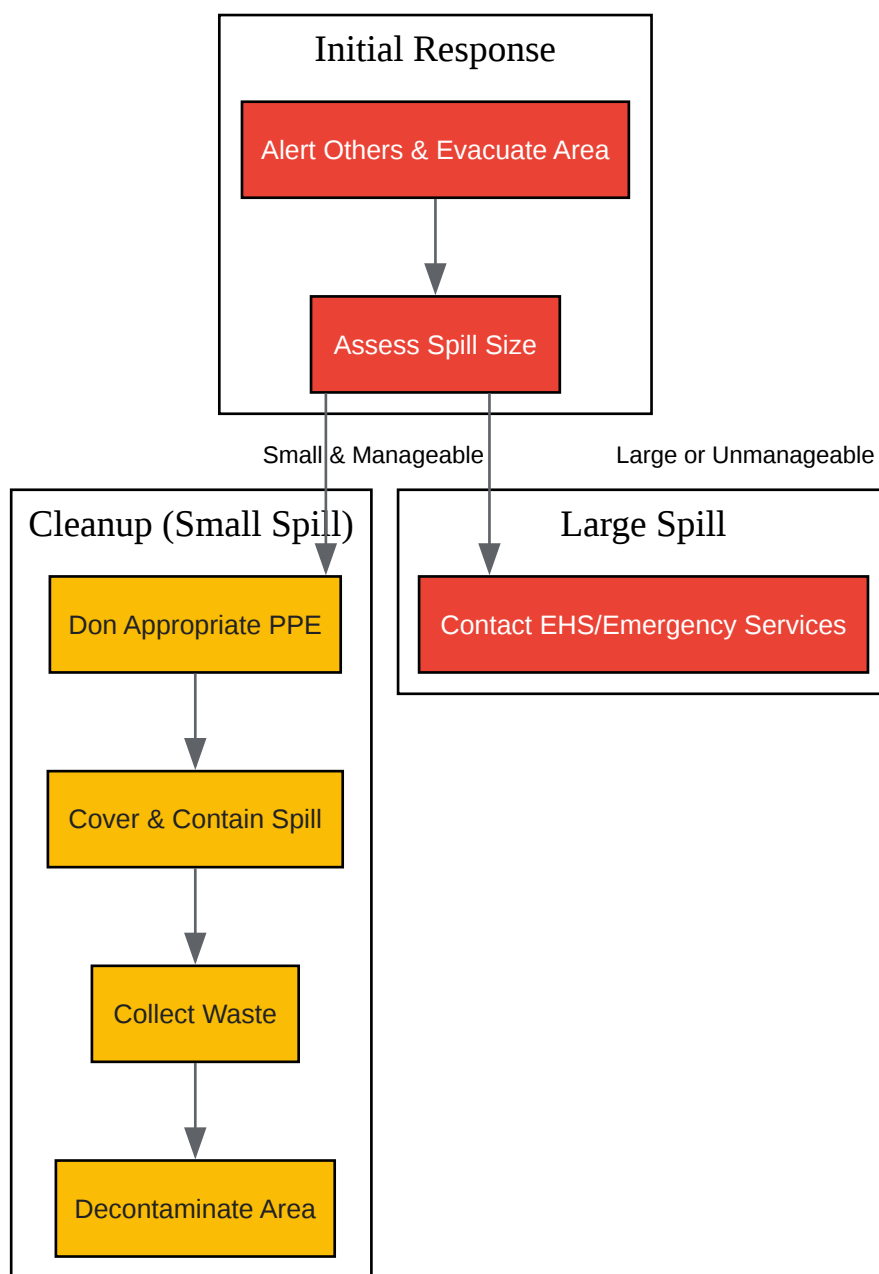 Initial Response
Alert Others & Evacuate Area
Assess Spill Size
Small & Manageable
Large or Unmanageable
Cleanup (Small Spill)
Large Spill
Don Appropriate PPE
Contact EHS/Emergency Services
Cover & Contain Spill
Collect Waste
Decontaminate Area